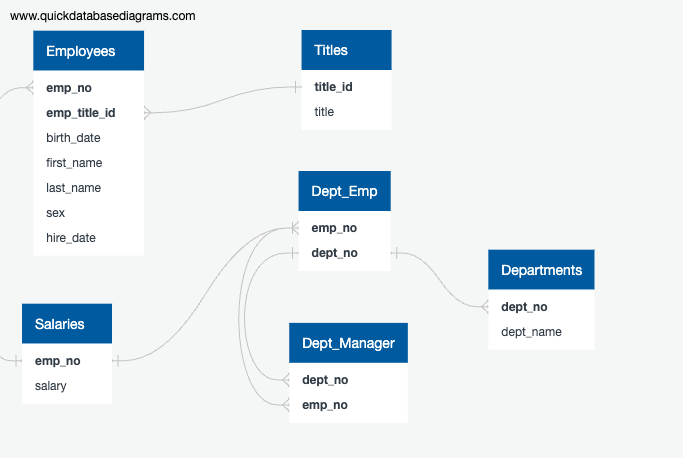 www.quickdatabasediagrams.com
Employees
emp_no
emp_title_id
birth_date
first_name
last_name
sex
hire_date
Titles
title_id
title
Dept_Emp
emp_no
dept_no
Departments
dept_no
dept_name
Salaries
emp_no
salary
Dept_Manager
dept_no
emp_no